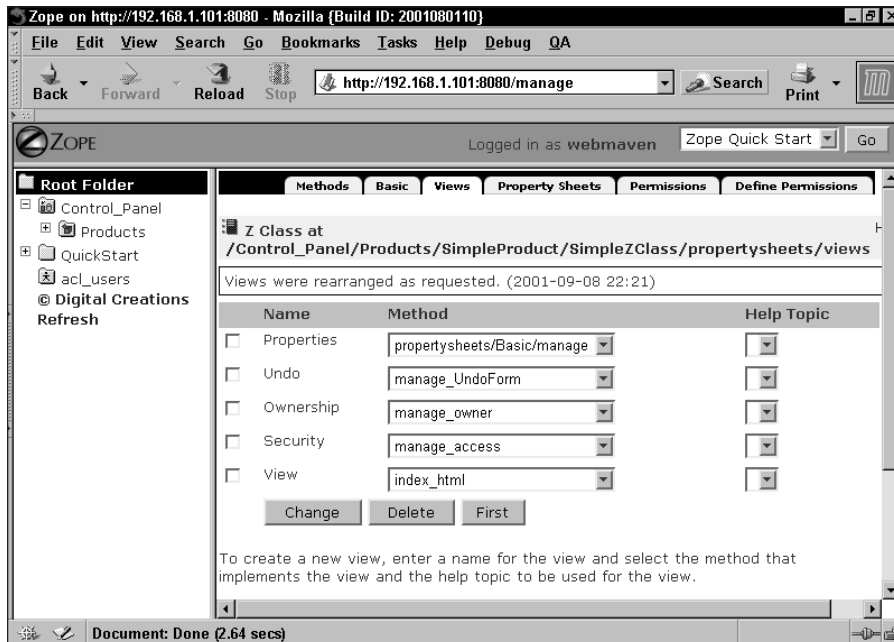 Zope on http://192.168.1.101:8080 - Mozilla {Build ID: 2001080110}
File Edit View Search Go Bookmarks Tasks Help Debug QA
Back Forward Reload Stop http://192.168.1.101:8080/manage Search Print
ZOPE Logged in as webmaven Zope Quick Start Go
Root Folder
Control_Panel
Products
QuickStart
acl_users
© Digital Creations
Refresh
Methods Basic Views Property Sheets Permissions Define Permissions
Z Class at
/Control_Panel/Products/SimpleProduct/SimpleZClass/propertysheets/views
Views were rearranged as requested. (2001-09-08 22:21)
Name Method Help Topic
Properties propertysheets/Basic/manage
Undo manage_UndoForm
Ownership manage_owner
Security manage_access
View index_html
Change Delete First
To create a new view, enter a name for the view and select the method that
implements the view and the help topic to be used for the view.
Document: Done (2.64 secs)